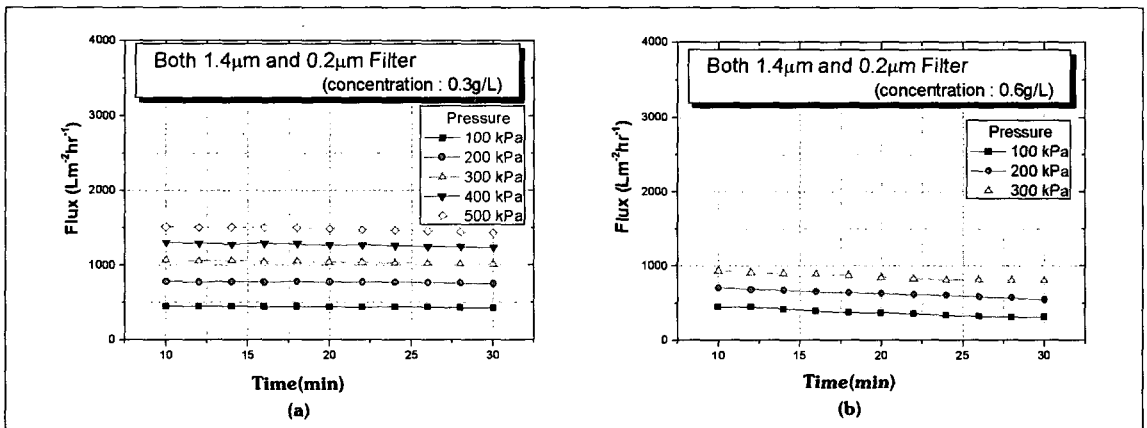 Both 1.4μm and 0.2μm Filter
(concentration : 0.3g/L)
Pressure
100 kPa
200 kPa
300 kPa
400 kPa
500 kPa
Flux (Lm⁻²hr⁻¹)
4000
3000
2000
1000
0
10
15
20
25
30
Time(min)
(a)
Both 1.4μm and 0.2μm Filter
(concentration : 0.6g/L)
Pressure
100 kPa
200 kPa
300 kPa
Flux (Lm⁻²hr⁻¹)
4000
3000
2000
1000
0
10
15
20
25
30
Time(min)
(b)